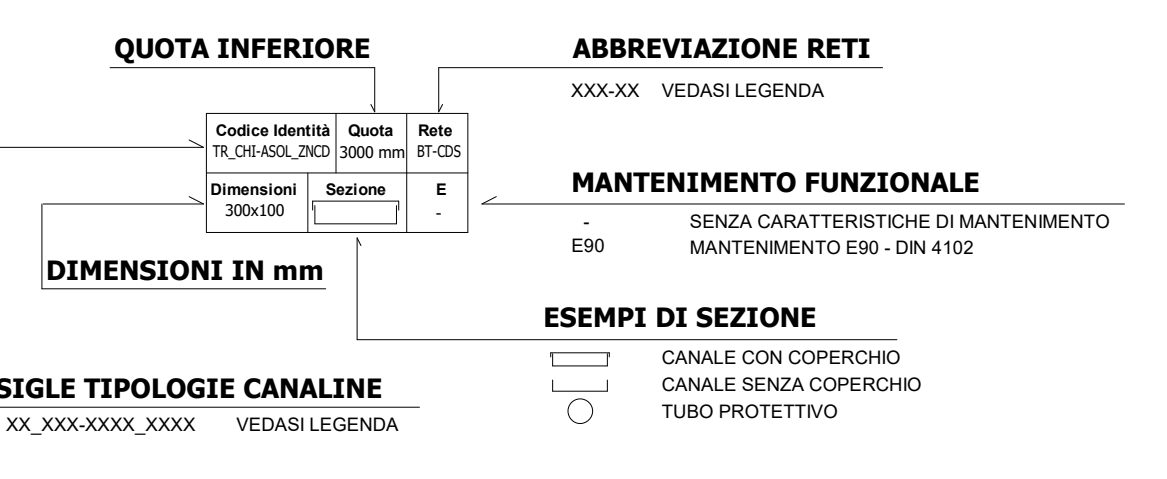 QUOTA INFERIORE
ABBREVIAZIONE RETI
XXX-XX VEDASI LEGENDA
Codice Identità Quota Rete
TR_CHI-ASOL_ZNCD 3000 mm BT-CDS
Dimensioni Sezione E
300x100 -
MANTENIMENTO FUNZIONALE
- SENZA CARATTERISTICHE DI MANTENIMENTO
E90 MANTENIMENTO E90 - DIN 4102
DIMENSIONI IN mm
ESEMPI DI SEZIONE
CANALE CON COPERCHIO
CANALE SENZA COPERCHIO
TUBO PROTETTIVO
SIGLE TIPOLOGIE CANALINE
XX_XXX-XXXX_XXXX VEDASI LEGENDA